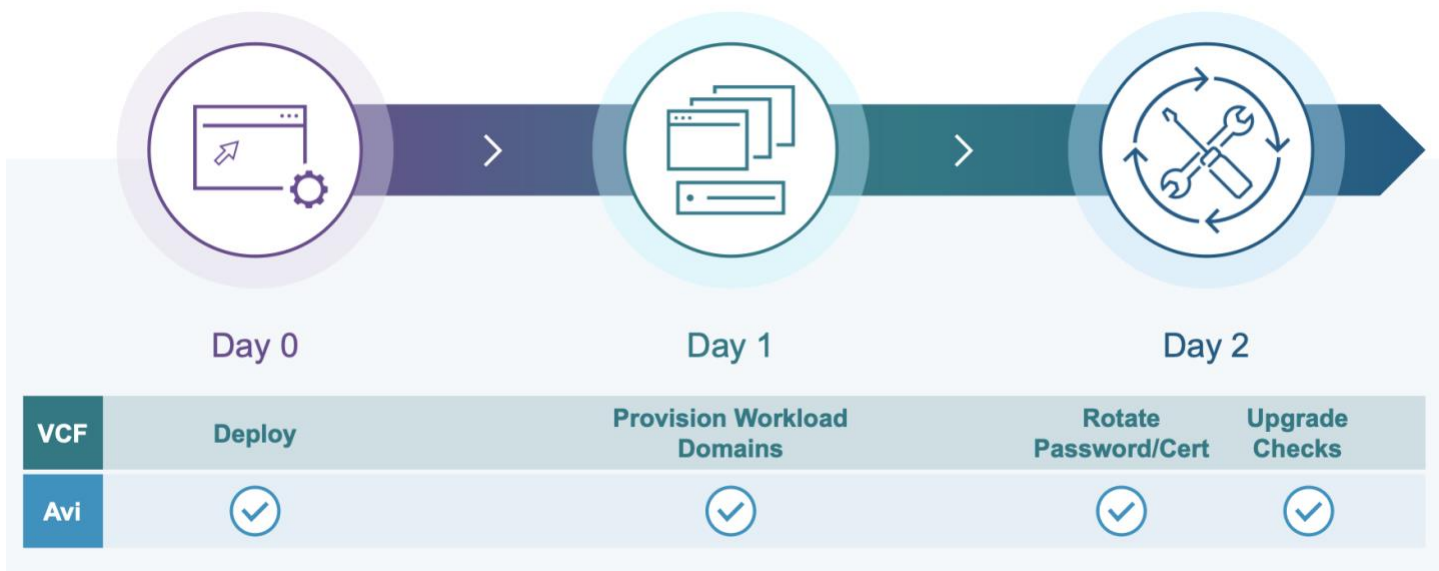 Day 0
Day 1
Day 2
VCF
Deploy
Provision Workload
Domains
Rotate
Password/Cert
Upgrade
Checks
Avi